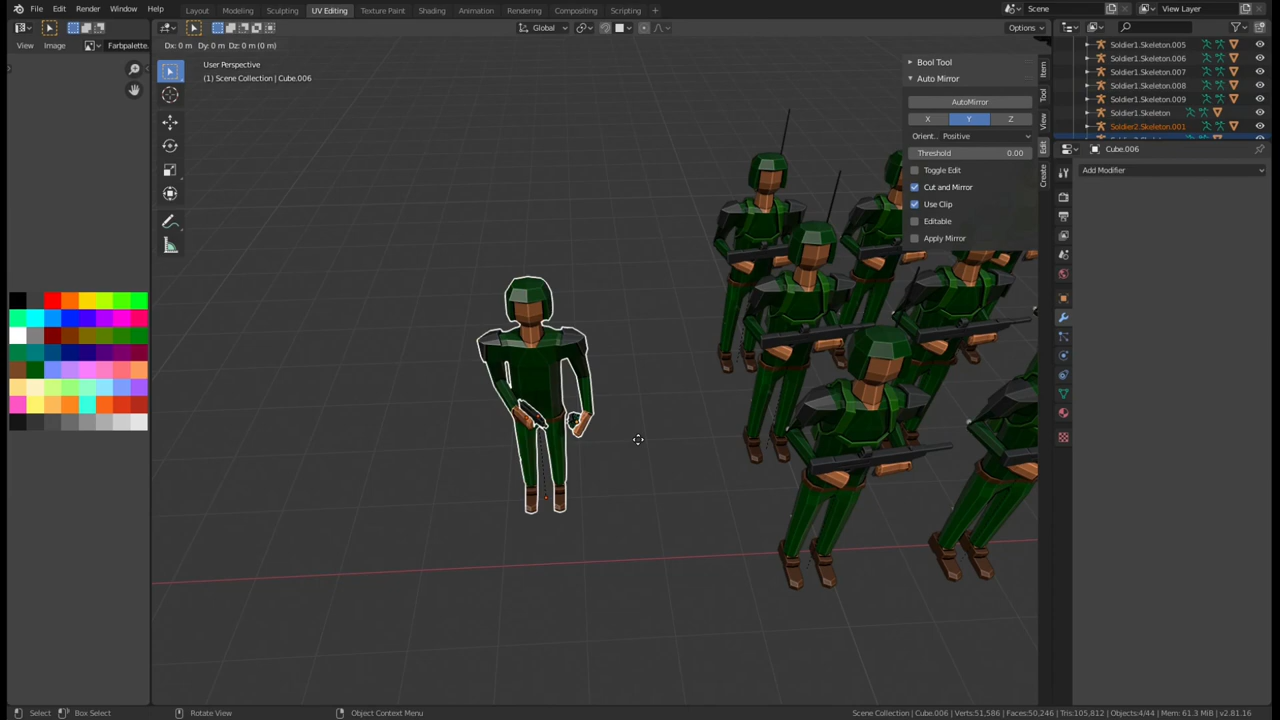 File Edit Render Window Help
Layout Modeling Sculpting UV Editing Texture Paint Shading Animation Rendering Compositing Scripting +
Scene
View Layer
Global
Options
View Image
Farbpalette.
Dx: 0 m Dy: 0 m Dz: 0 m (0 m)
User Perspective
(1) Scene Collection | Cube.006
Bool Tool
Auto Mirror
AutoMirror
X Y Z
Orient.. Positive
Threshold 0.00
Toggle Edit
Cut and Mirror
Use Clip
Editable
Apply Mirror
Item
Tool
View
Edit
Create
Soldier1.Skeleton.005
Soldier1.Skeleton.006
Soldier1.Skeleton.007
Soldier1.Skeleton.008
Soldier1.Skeleton.009
Soldier1.Skeleton
Soldier2.Skeleton.001
Cube.006
Add Modifier
Select
Box Select
Rotate View
Object Context Menu
Scene Collection | Cube.006 | Verts:51,586 | Faces:50,246 | Tris:105,812 | Objects:4/44 | Mem: 61.3 MiB | v2.81.16